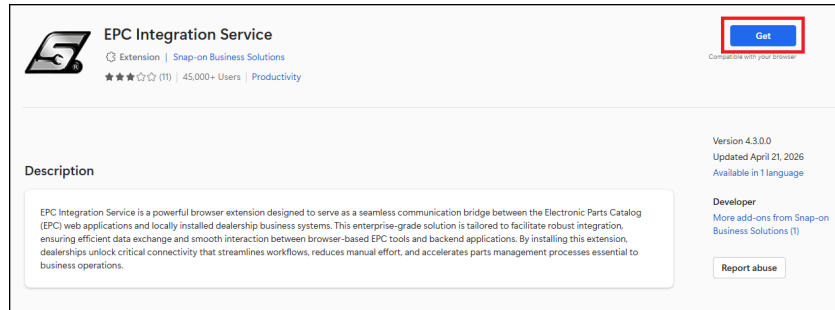 EPC Integration Service
Extension | Snap-on Business Solutions
(11) | 45,000+ Users | Productivity
Get
Compatible with your browser
Description
EPC Integration Service is a powerful browser extension designed to serve as a seamless communication bridge between the Electronic Parts Catalog
(EPC) web applications and locally installed dealership business systems. This enterprise-grade solution is tailored to facilitate robust integration,
ensuring efficient data exchange and smooth interaction between browser-based EPC tools and backend applications. By installing this extension,
dealerships unlock critical connectivity that streamlines workflows, reduces manual effort, and accelerates parts management processes essential to
business operations.
Version 4.3.0.0
Updated April 21, 2026
Available in 1 language
Developer
More add-ons from Snap-on
Business Solutions (1)
Report abuse